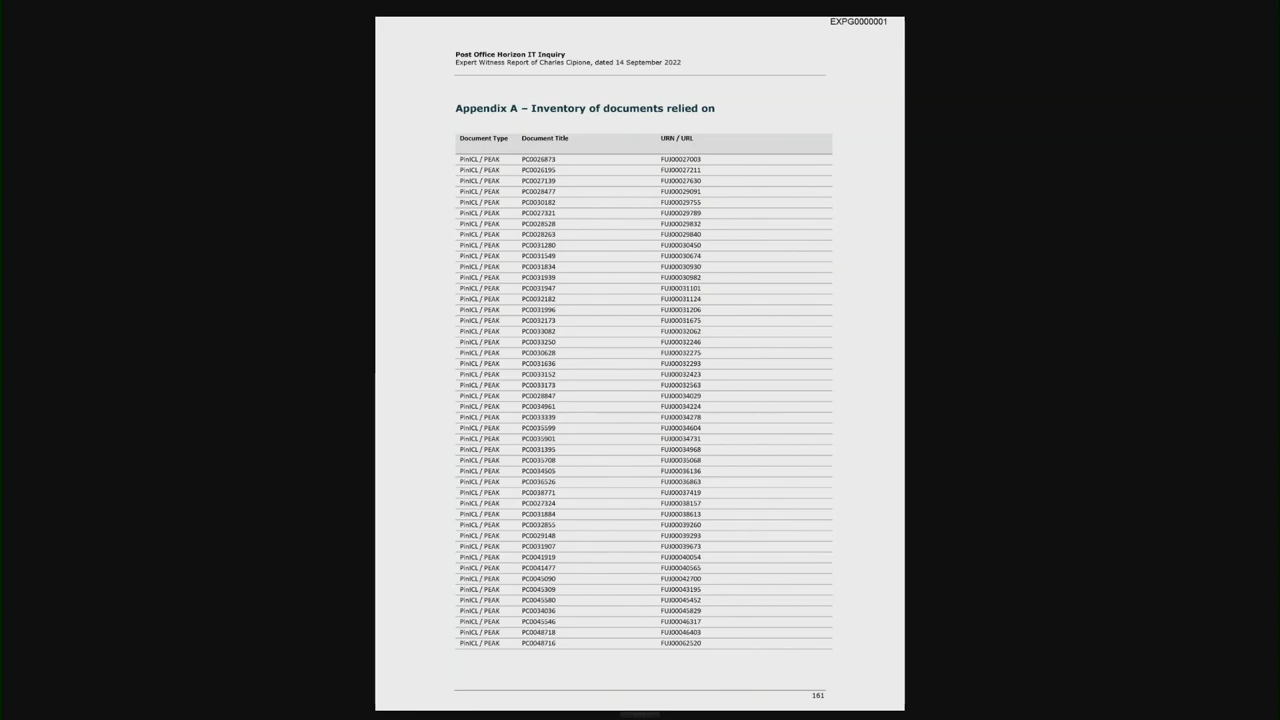 EXPG0000001
Post Office Horizon IT Inquiry
Expert Witness Report of Charles Cipione, dated 14 September 2022
Appendix A – Inventory of documents relied on
Document Type Document Title URN / URL
PinICL / PEAK PC0026873 FUJ00027003
PinICL / PEAK PC0026195 FUJ00027211
PinICL / PEAK PC0027139 FUJ00027630
PinICL / PEAK PC0028477 FUJ00029091
PinICL / PEAK PC0030182 FUJ00029755
PinICL / PEAK PC0027321 FUJ00029789
PinICL / PEAK PC0028528 FUJ00029832
PinICL / PEAK PC0028263 FUJ00029840
PinICL / PEAK PC0031280 FUJ00030450
PinICL / PEAK PC0031549 FUJ00030674
PinICL / PEAK PC0031834 FUJ00030930
PinICL / PEAK PC0031939 FUJ00030982
PinICL / PEAK PC0031947 FUJ00031101
PinICL / PEAK PC0032182 FUJ00031124
PinICL / PEAK PC0031996 FUJ00031206
PinICL / PEAK PC0032173 FUJ00031675
PinICL / PEAK PC0033082 FUJ00032062
PinICL / PEAK PC0033250 FUJ00032246
PinICL / PEAK PC0030628 FUJ00032275
PinICL / PEAK PC0031636 FUJ00032293
PinICL / PEAK PC0033152 FUJ00032423
PinICL / PEAK PC0033173 FUJ00032563
PinICL / PEAK PC0028847 FUJ00034029
PinICL / PEAK PC0034961 FUJ00034224
PinICL / PEAK PC0033339 FUJ00034278
PinICL / PEAK PC0035599 FUJ00034604
PinICL / PEAK PC0035901 FUJ00034731
PinICL / PEAK PC0031395 FUJ00034968
PinICL / PEAK PC0035708 FUJ00035068
PinICL / PEAK PC0034505 FUJ00036136
PinICL / PEAK PC0036526 FUJ00036863
PinICL / PEAK PC0038771 FUJ00037419
PinICL / PEAK PC0027324 FUJ00038157
PinICL / PEAK PC0031884 FUJ00038613
PinICL / PEAK PC0032855 FUJ00039260
PinICL / PEAK PC0029148 FUJ00039293
PinICL / PEAK PC0031907 FUJ00039673
PinICL / PEAK PC0041919 FUJ00040054
PinICL / PEAK PC0041477 FUJ00040565
PinICL / PEAK PC0045090 FUJ00042700
PinICL / PEAK PC0045309 FUJ00043195
PinICL / PEAK PC0045580 FUJ00045452
PinICL / PEAK PC0034036 FUJ00045829
PinICL / PEAK PC0045546 FUJ00046317
PinICL / PEAK PC0048718 FUJ00046403
PinICL / PEAK PC0048716 FUJ00062520
161